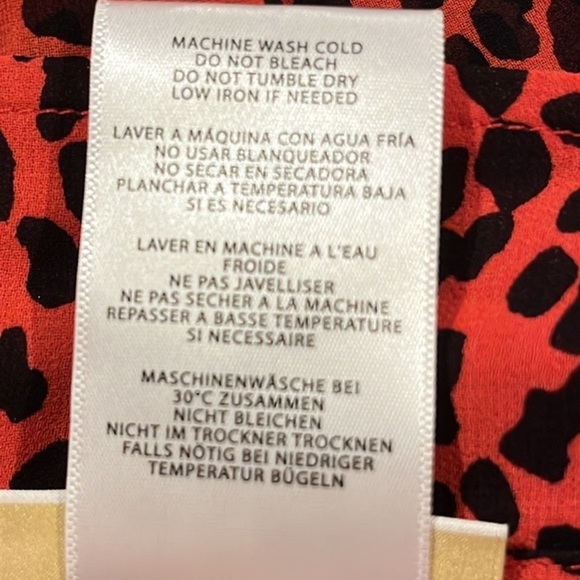 MACHINE WASH COLD
DO NOT BLEACH
DO NOT TUMBLE DRY
LOW IRON IF NEEDED
LAVER A MÁQUINA CON AGUA FRÍA
NO USAR BLANQUEADOR
NO SECAR EN SECADORA
PLANCHAR A TEMPERATURA BAJA
SI ES NECESARIO
LAVER EN MACHINE A L'EAU
FROIDE
NE PAS JAVELLISER
NE PAS SECHER A LA MACHINE
REPASSER A BASSE TEMPERATURE
SI NECESSAIRE
MASCHINENWÄSCHE BEI
30°C ZUSAMMEN
NICHT BLEICHEN
NICHT IM TROCKNER TROCKNEN
FALLS NÖTIG BEI NIEDRIGER
TEMPERATUR BÜGELN